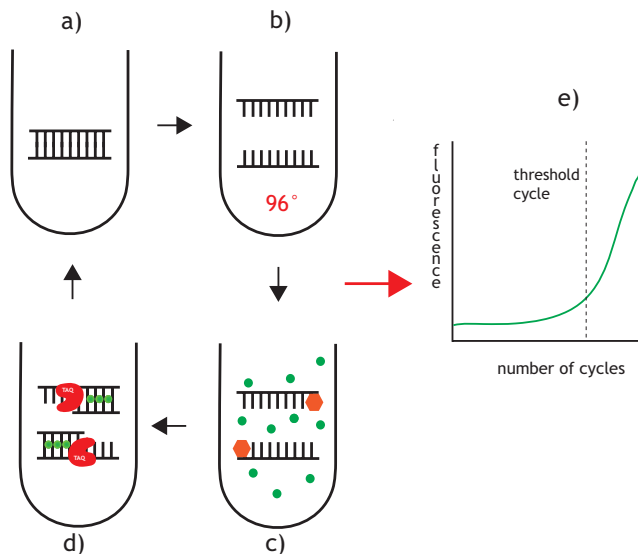 a)
b)
96°
e)
fluorescence
threshold
cycle
number of cycles
TAQ
TAQ
d)
c)